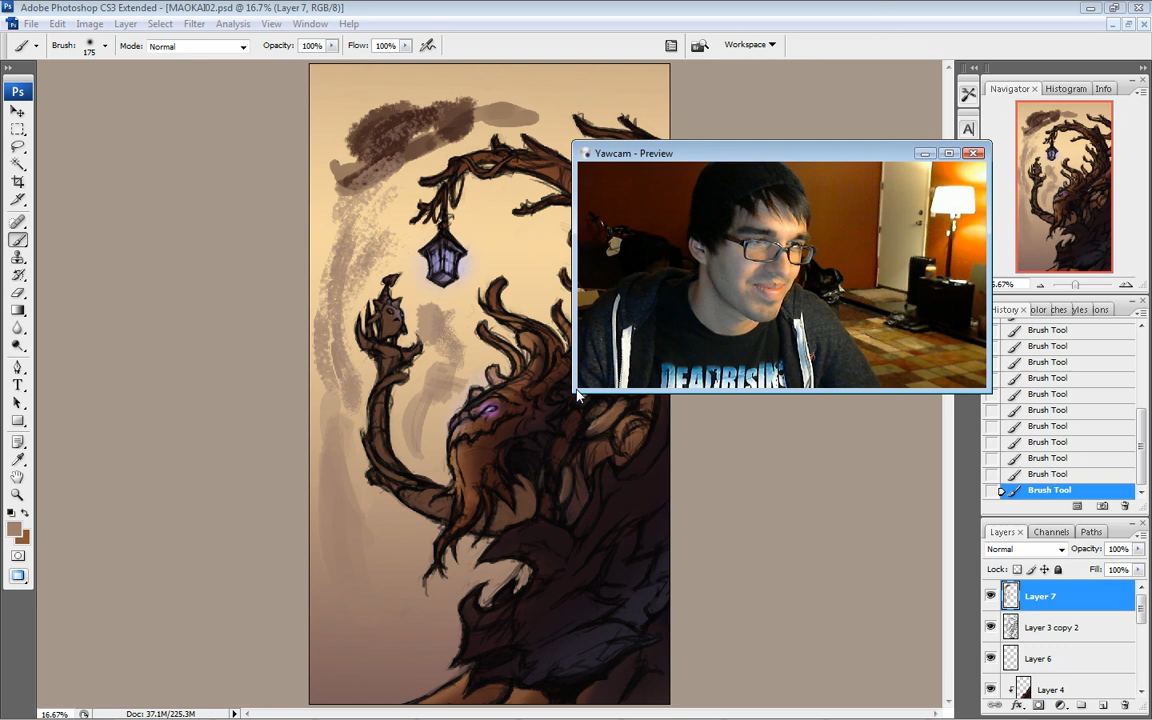 Adobe Photoshop CS3 Extended - [MAOKAI02.psd @ 16.7% (Layer 7, RGB/8)]
File Edit Image Layer Select Filter Analysis View Window Help
Brush: 175 Mode: Normal Opacity: 100% Flow: 100% Workspace
Ps
Navigator Histogram Info
A
Yawcam - Preview
DEADRISING
T
History
Brush Tool
Brush Tool
Brush Tool
Brush Tool
Brush Tool
Brush Tool
Brush Tool
Brush Tool
Brush Tool
Brush Tool
Brush Tool
Layers Channels Paths
Normal Opacity: 100%
Lock: Fill: 100%
Layer 7
Layer 3 copy 2
Layer 6
Layer 4
16.67% Doc: 37.1M/225.3M